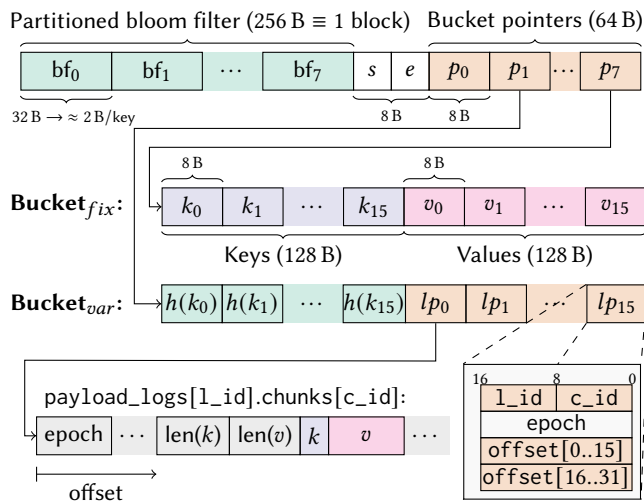 Partitioned bloom filter (256 B ≡ 1 block) Bucket pointers (64 B)
bf₀ bf₁ ⋯ bf₇ s e p₀ p₁ ⋯ p₇
32 B → ≈ 2 B/key 8 B 8 B
8 B 8 B
Bucket_fix: k₀ k₁ ⋯ k₁₅ v₀ v₁ ⋯ v₁₅
Keys (128 B) Values (128 B)
Bucket_var: h(k₀) h(k₁) ⋯ h(k₁₅) lp₀ lp₁ ⋯ lp₁₅
payload_logs[l_id].chunks[c_id]:
epoch ⋯ len(k) len(v) k v ⋯
offset
16 8 0
l_id c_id
epoch
offset[0..15]
offset[16..31]